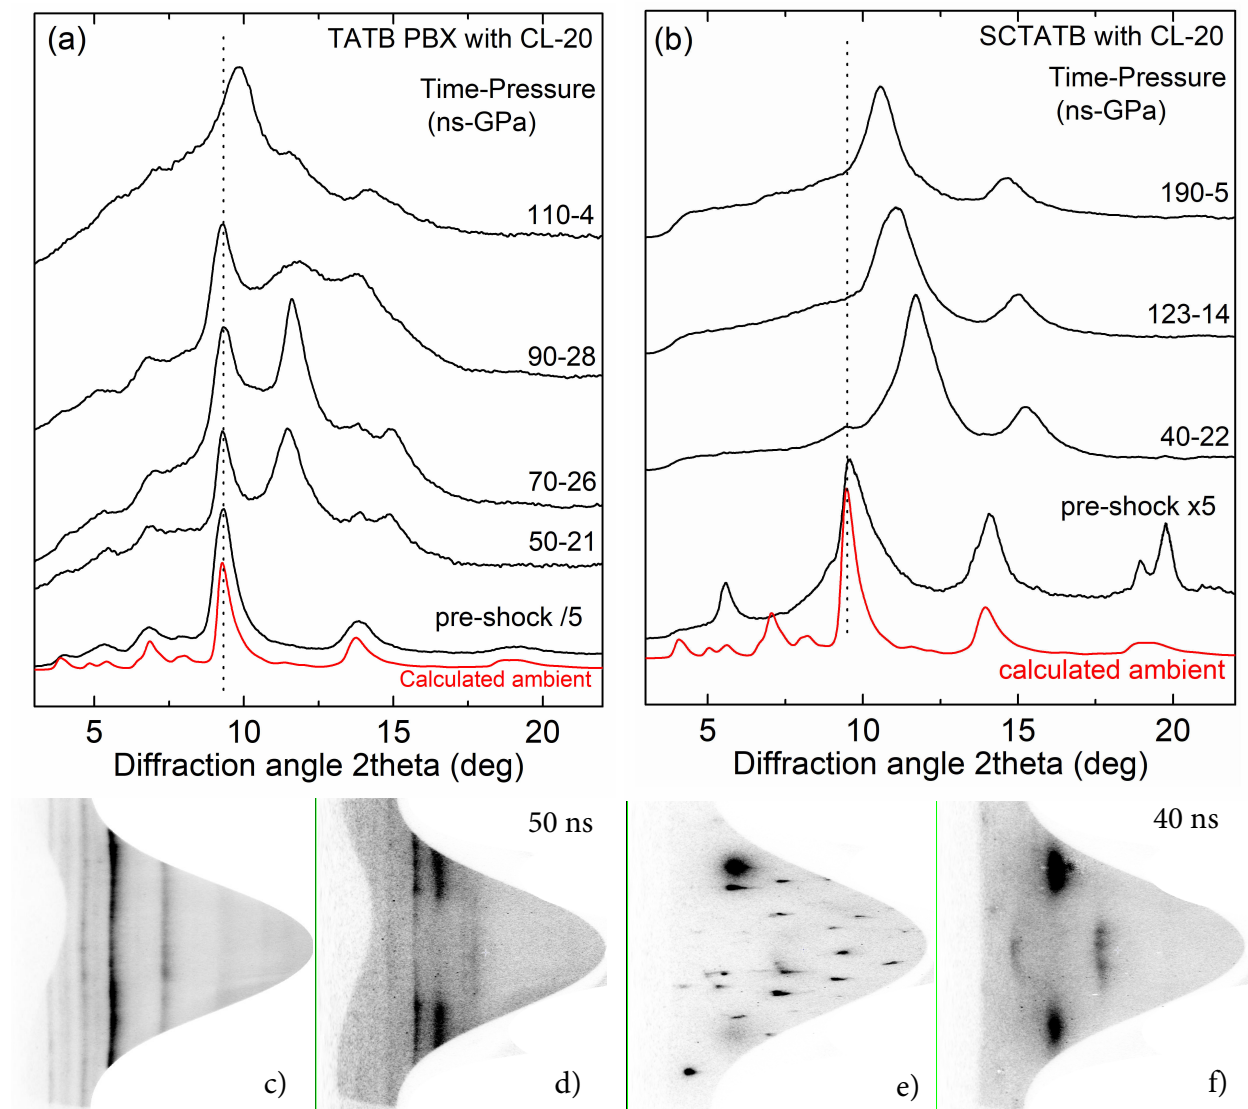 (a)
TATB PBX with CL-20
Time-Pressure
(ns-GPa)
110-4
90-28
70-26
50-21
pre-shock /5
Calculated ambient
5
10
15
20
Diffraction angle 2theta (deg)
(b)
SCTATB with CL-20
Time-Pressure
(ns-GPa)
190-5
123-14
40-22
pre-shock x5
calculated ambient
5
10
15
20
Diffraction angle 2theta (deg)
c)
50 ns
d)
e)
40 ns
f)